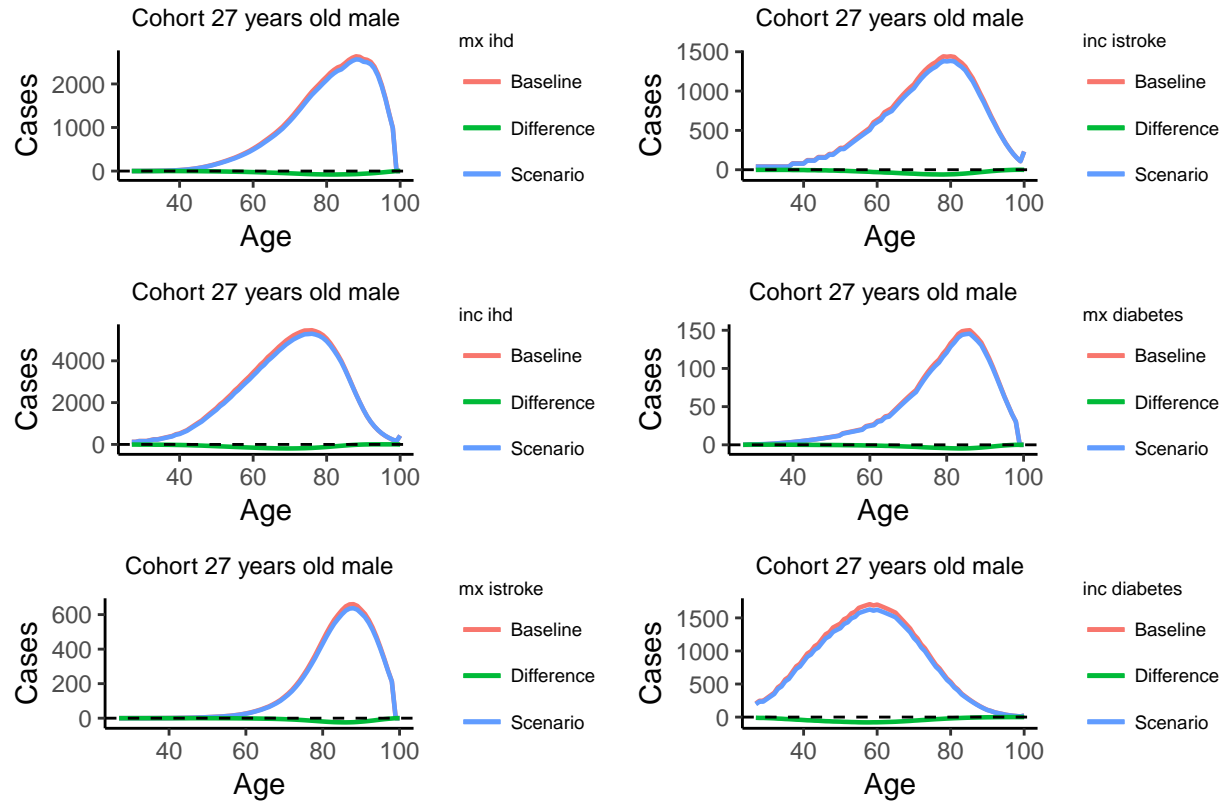 Cohort 27 years old male
mx ihd
Cases
2000
1000
0
Baseline
Difference
Scenario
40 60 80 100
Age
Cohort 27 years old male
inc istroke
Cases
1500
1000
500
0
Baseline
Difference
Scenario
40 60 80 100
Age
Cohort 27 years old male
inc ihd
Cases
4000
2000
0
Baseline
Difference
Scenario
40 60 80 100
Age
Cohort 27 years old male
mx diabetes
Cases
150
100
50
0
Baseline
Difference
Scenario
40 60 80 100
Age
Cohort 27 years old male
mx istroke
Cases
600
400
200
0
Baseline
Difference
Scenario
40 60 80 100
Age
Cohort 27 years old male
inc diabetes
Cases
1500
1000
500
0
Baseline
Difference
Scenario
40 60 80 100
Age